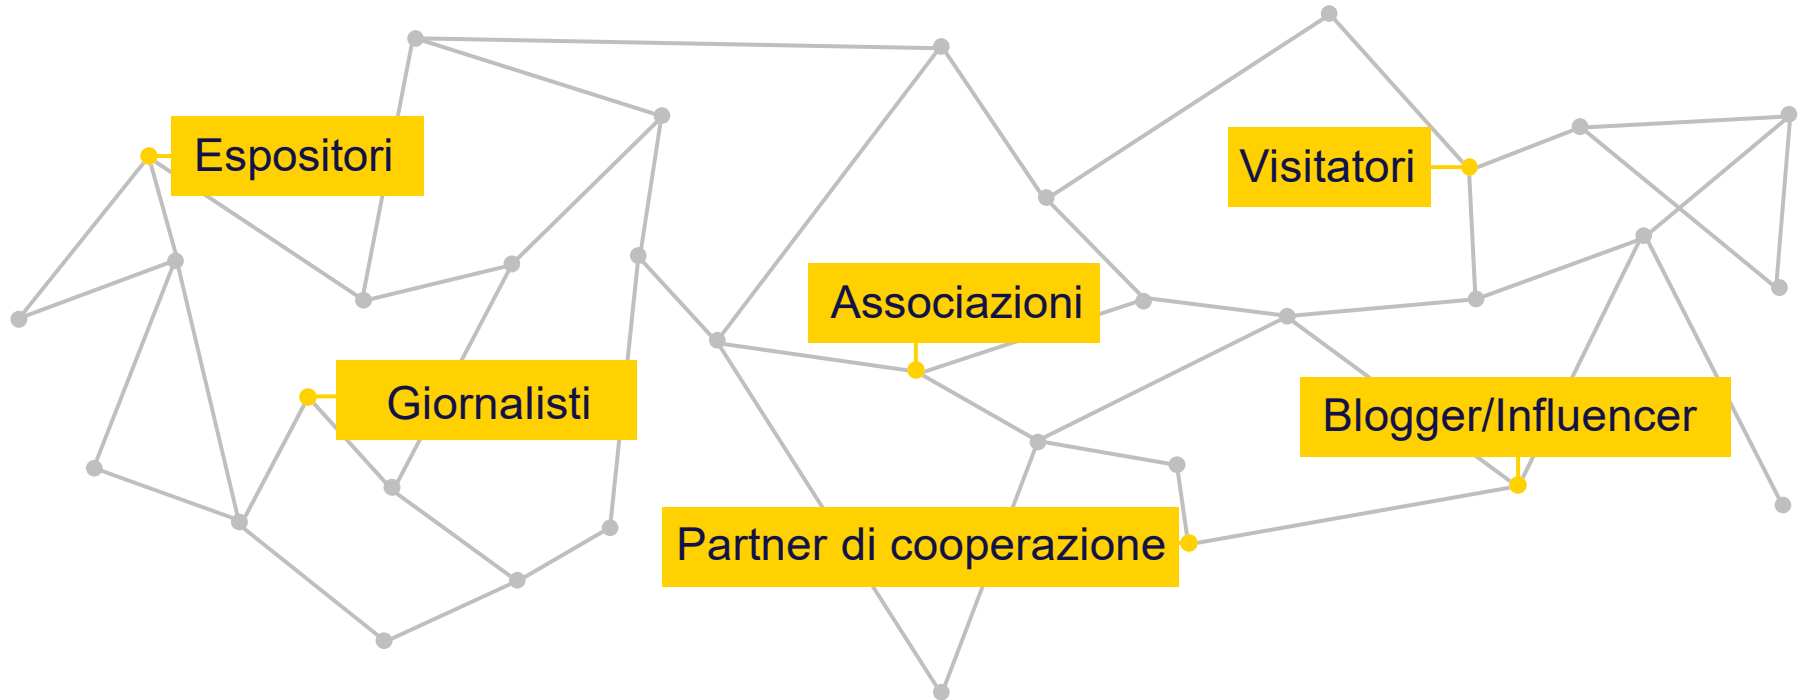 Espositori
Visitatori
Associazioni
Giornalisti
Blogger/Influencer
Partner di cooperazione